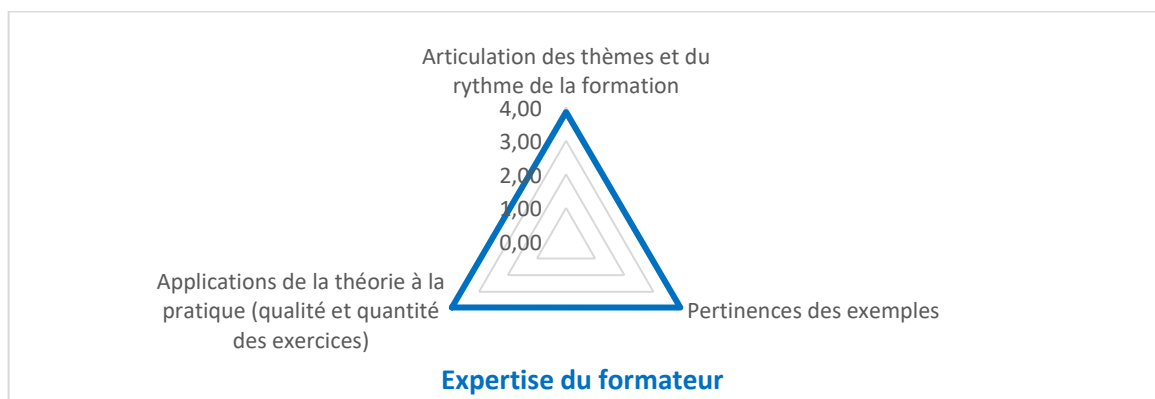 Articulation des thèmes et du
rythme de la formation
4,00
3,00
2,00
1,00
0,00
Applications de la théorie à la
pratique (qualité et quantité
des exercices)
Pertinences des exemples
Expertise du formateur